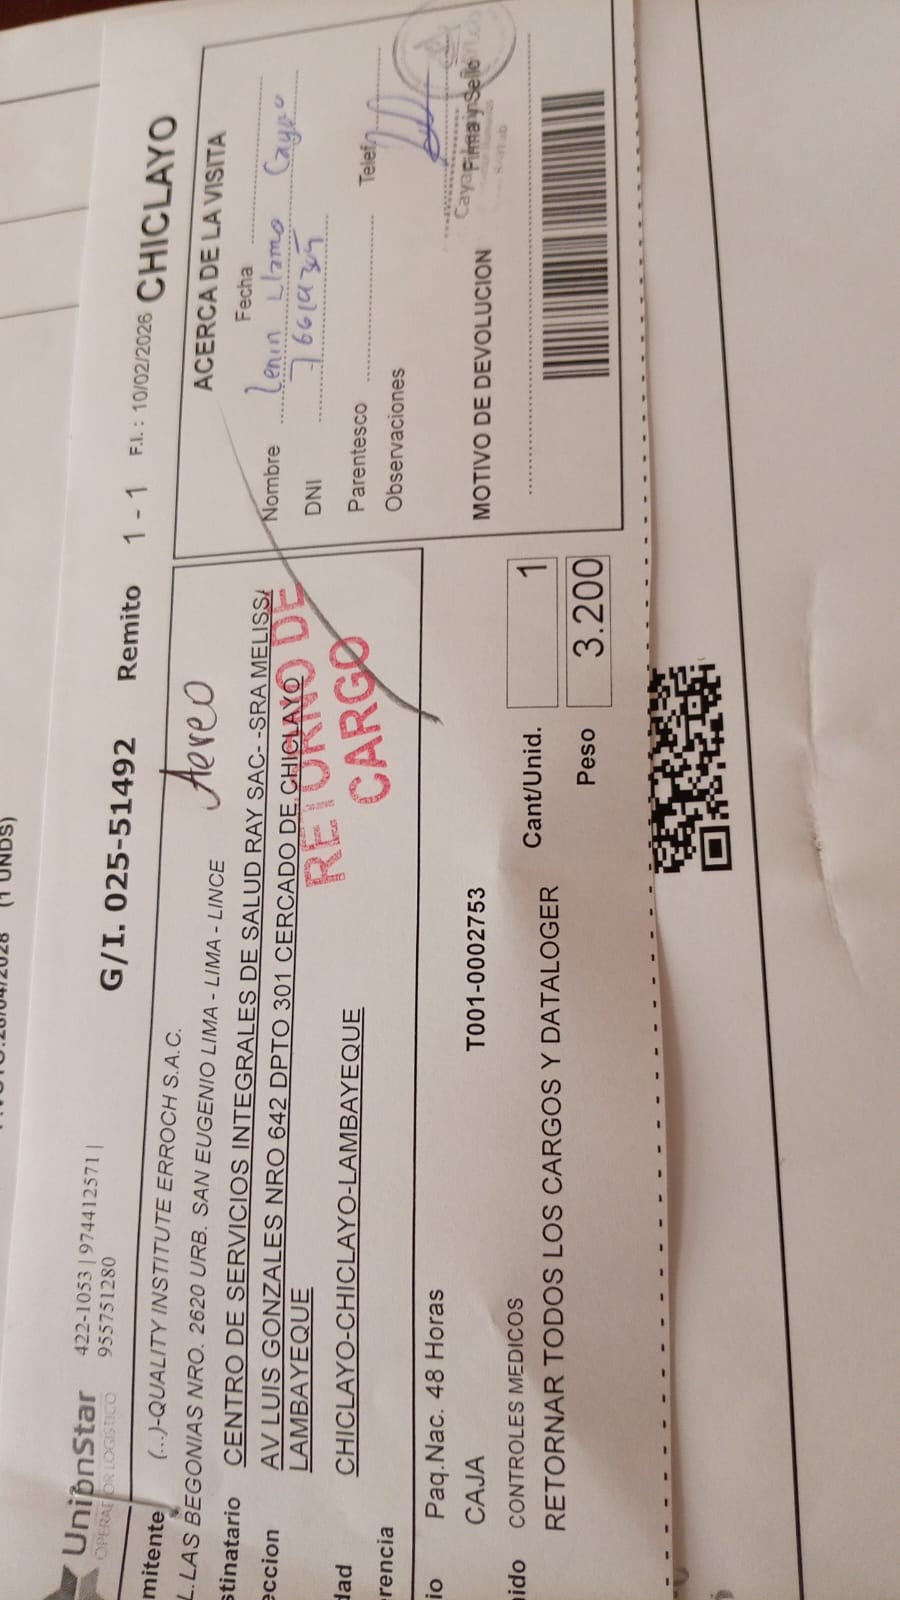 (1 UNDS)
UnionStar
OPERADOR LOGISTICO
422-1053 | 974412571 |
955751280
G/I. 025-51492 Remito 1 - 1 F.I.: 10/02/2026 CHICLAYO
mitente (...)-QUALITY INSTITUTE ERROCH S.A.C.
L.LAS BEGONIAS NRO. 2620 URB. SAN EUGENIO LIMA - LIMA - LINCE
Aereo
stinatario CENTRO DE SERVICIOS INTEGRALES DE SALUD RAY SAC- -SRA MELISSA
eccion AV LUIS GONZALES NRO 642 DPTO 301 CERCADO DE CHICLAYO
LAMBAYEQUE
dad CHICLAYO-CHICLAYO-LAMBAYEQUE
rencia
RETORNO DE
CARGO
io Paq.Nac. 48 Horas
CAJA T001-0002753
ido CONTROLES MEDICOS Cant/Unid. 1
RETORNAR TODOS LOS CARGOS Y DATALOGER
Peso 3.200
ACERCA DE LA VISITA
Fecha
Nombre Lenin Llamo Cayao
DNI 76619309
Parentesco Telef.
Observaciones
Firma y Sello
MOTIVO DE DEVOLUCION